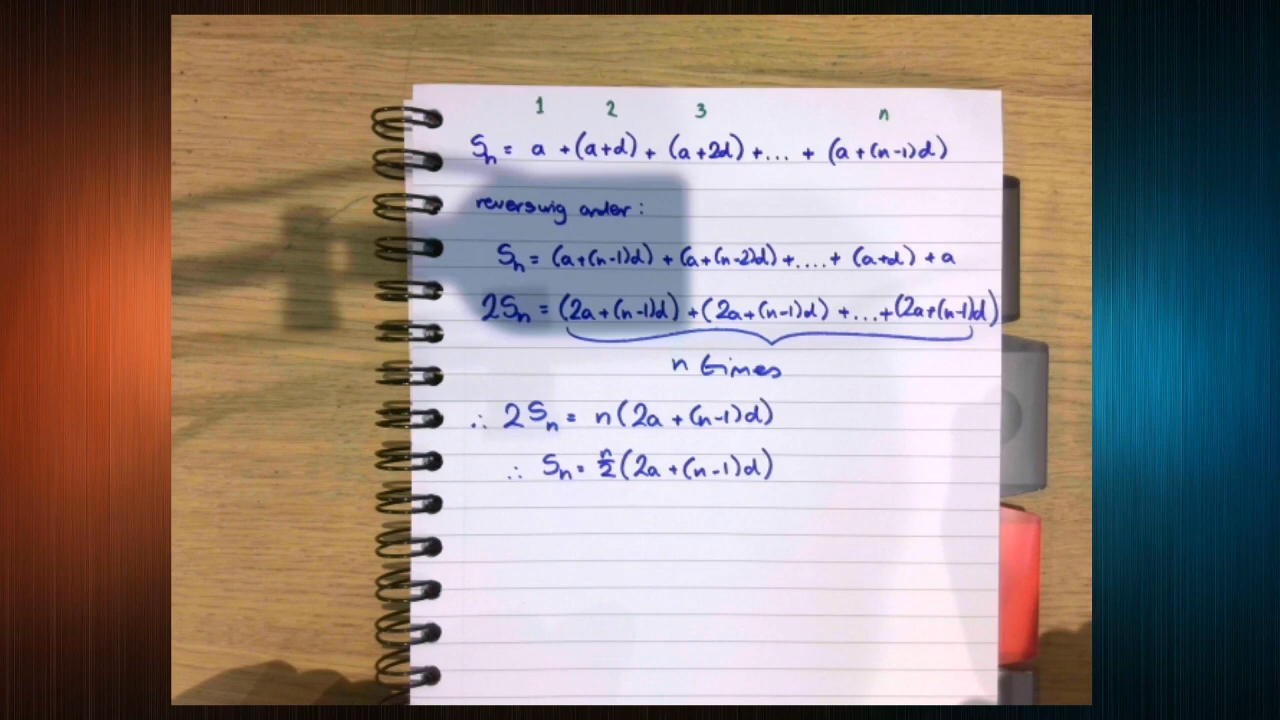 1 2 3 n
Sₙ = a + (a+d) + (a+2d) + ... + (a+(n-1)d)
reversing order:
Sₙ = (a+(n-1)d) + (a+(n-2)d) + .... + (a+d) + a
2Sₙ = (2a+(n-1)d) + (2a+(n-1)d) + ... + (2a+(n-1)d)
n times
∴ 2Sₙ = n(2a+(n-1)d)
∴ Sₙ = n/2 (2a+(n-1)d)